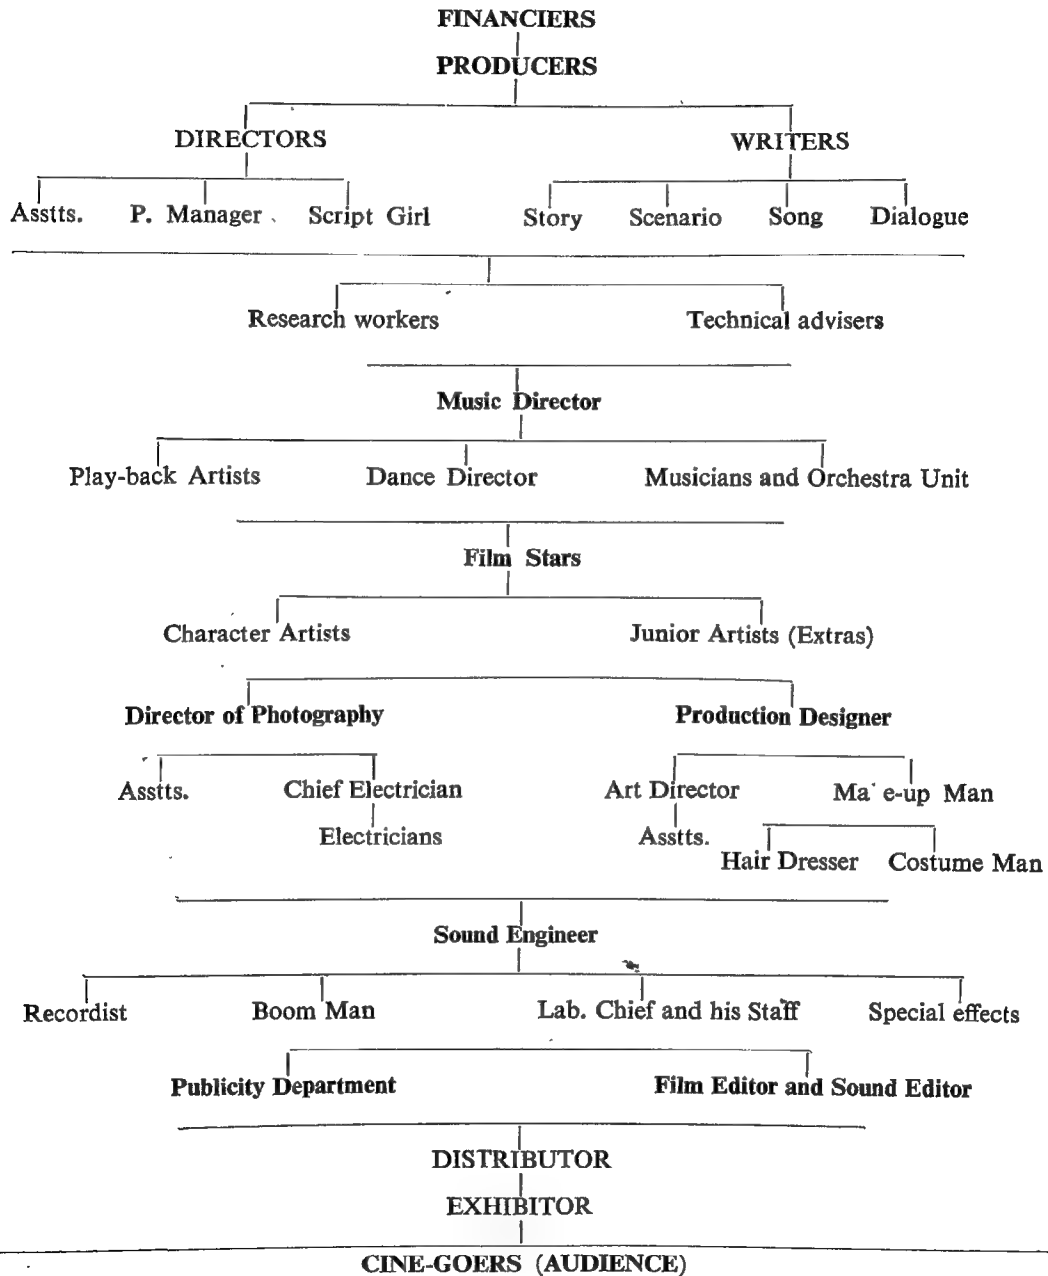 FINANCIERS
PRODUCERS
DIRECTORS WRITERS
Asstts. P. Manager Script Girl Story Scenario Song Dialogue
Research workers Technical advisers
Music Director
Play-back Artists Dance Director Musicians and Orchestra Unit
Film Stars
Character Artists Junior Artists (Extras)
Director of Photography Production Designer
Asstts. Chief Electrician Art Director Ma e-up Man
Electricians Asstts.
Hair Dresser Costume Man
Sound Engineer
Recordist Boom Man Lab. Chief and his Staff Special effects
Publicity Department Film Editor and Sound Editor
DISTRIBUTOR
EXHIBITOR
CINE-GOERS (AUDIENCE)